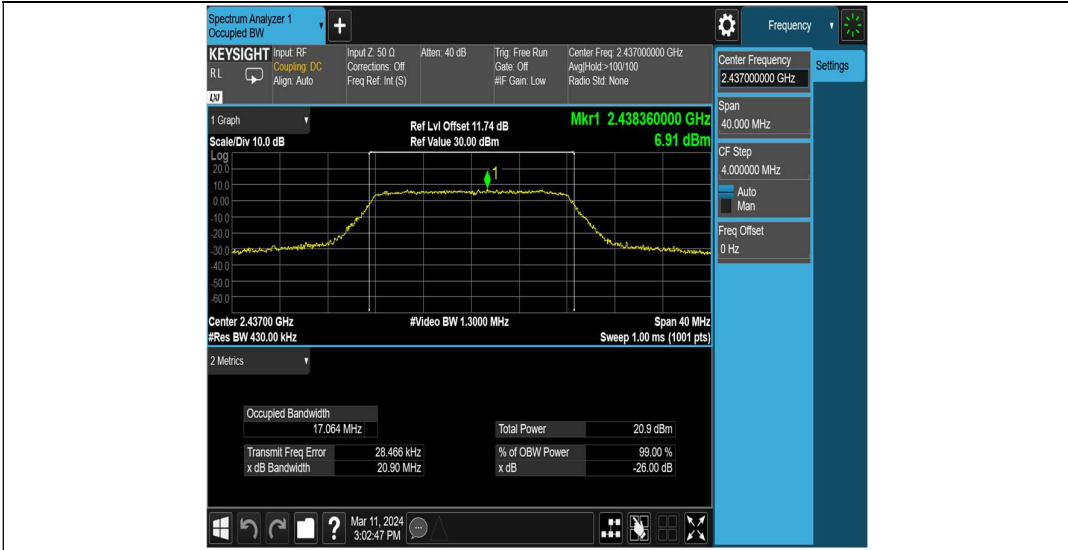 Spectrum Analyzer 1
Occupied BW
+
Frequency
KEYSIGHT
R L
LXI
Input: RF
Coupling: DC
Align: Auto
Input Z: 50 Ω
Corrections: Off
Freq Ref: Int (S)
Atten: 40 dB
Trig: Free Run
Gate: Off
#IF Gain: Low
Center Freq: 2.437000000 GHz
Avg|Hold:>100/100
Radio Std: None
Center Frequency
2.437000000 GHz
Settings
Span
40.000 MHz
CF Step
4.000000 MHz
Auto
Man
Freq Offset
0 Hz
1 Graph
Scale/Div 10.0 dB
Ref Lvl Offset 11.74 dB
Ref Value 30.00 dBm
Mkr1 2.438360000 GHz
6.91 dBm
Log
20.0
10.0
0.00
-10.0
-20.0
-30.0
-40.0
-50.0
-60.0
1
Center 2.43700 GHz
#Video BW 1.3000 MHz
Span 40 MHz
#Res BW 430.00 kHz
Sweep 1.00 ms (1001 pts)
2 Metrics
Occupied Bandwidth
17.064 MHz
Total Power 20.9 dBm
Transmit Freq Error 28.466 kHz
% of OBW Power 99.00 %
x dB Bandwidth 20.90 MHz
x dB -26.00 dB
?
Mar 11, 2024
3:02:47 PM